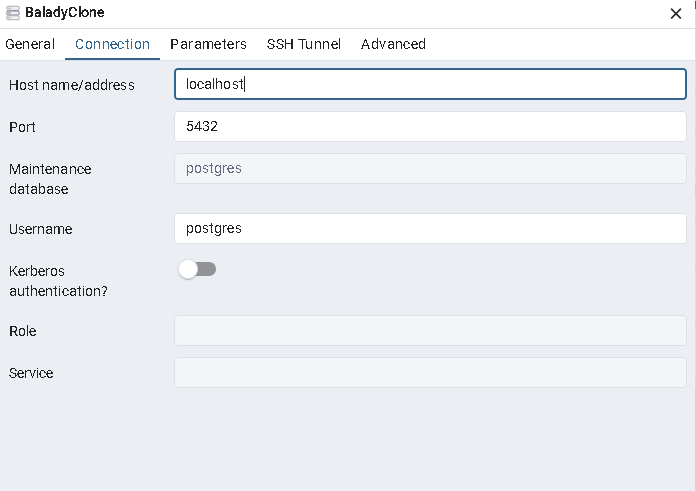 BaladyClone
General Connection Parameters SSH Tunnel Advanced
Host name/address localhost
Port 5432
Maintenance database postgres
Username postgres
Kerberos authentication?
Role
Service